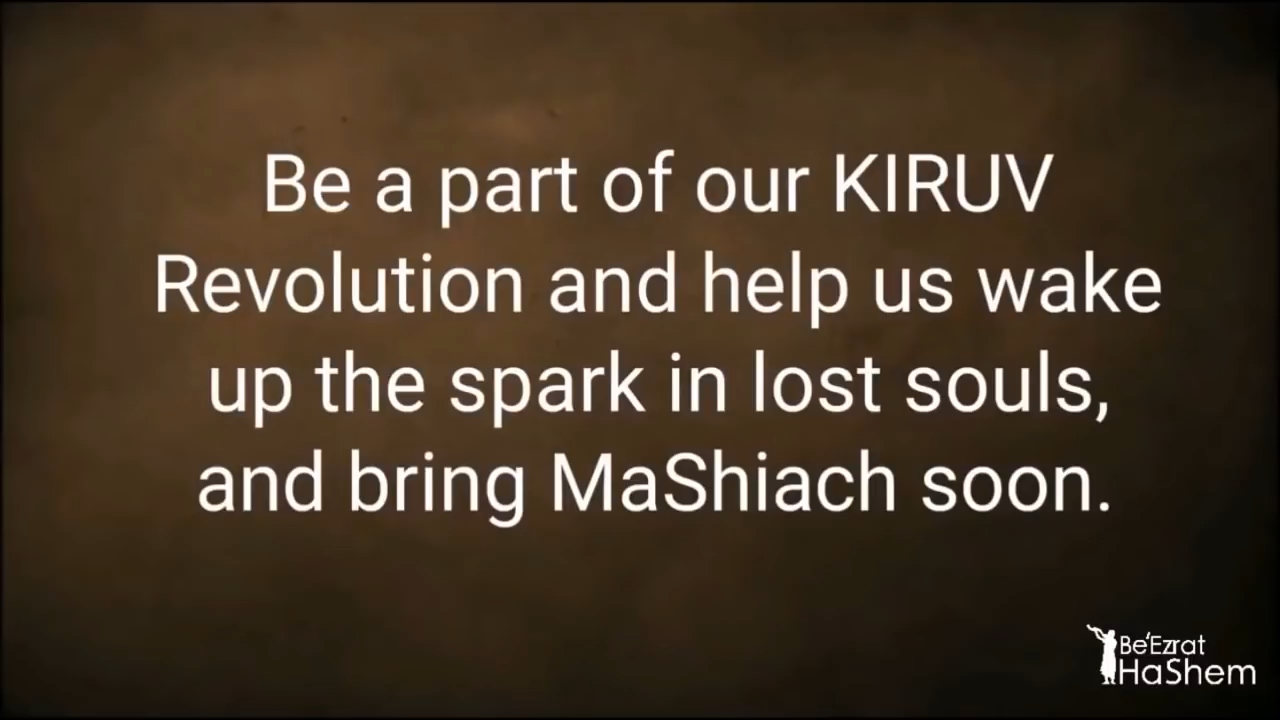 Be a part of our KIRUV
Revolution and help us wake
up the spark in lost souls,
and bring MaShiach soon.
Be'Ezrat
HaShem